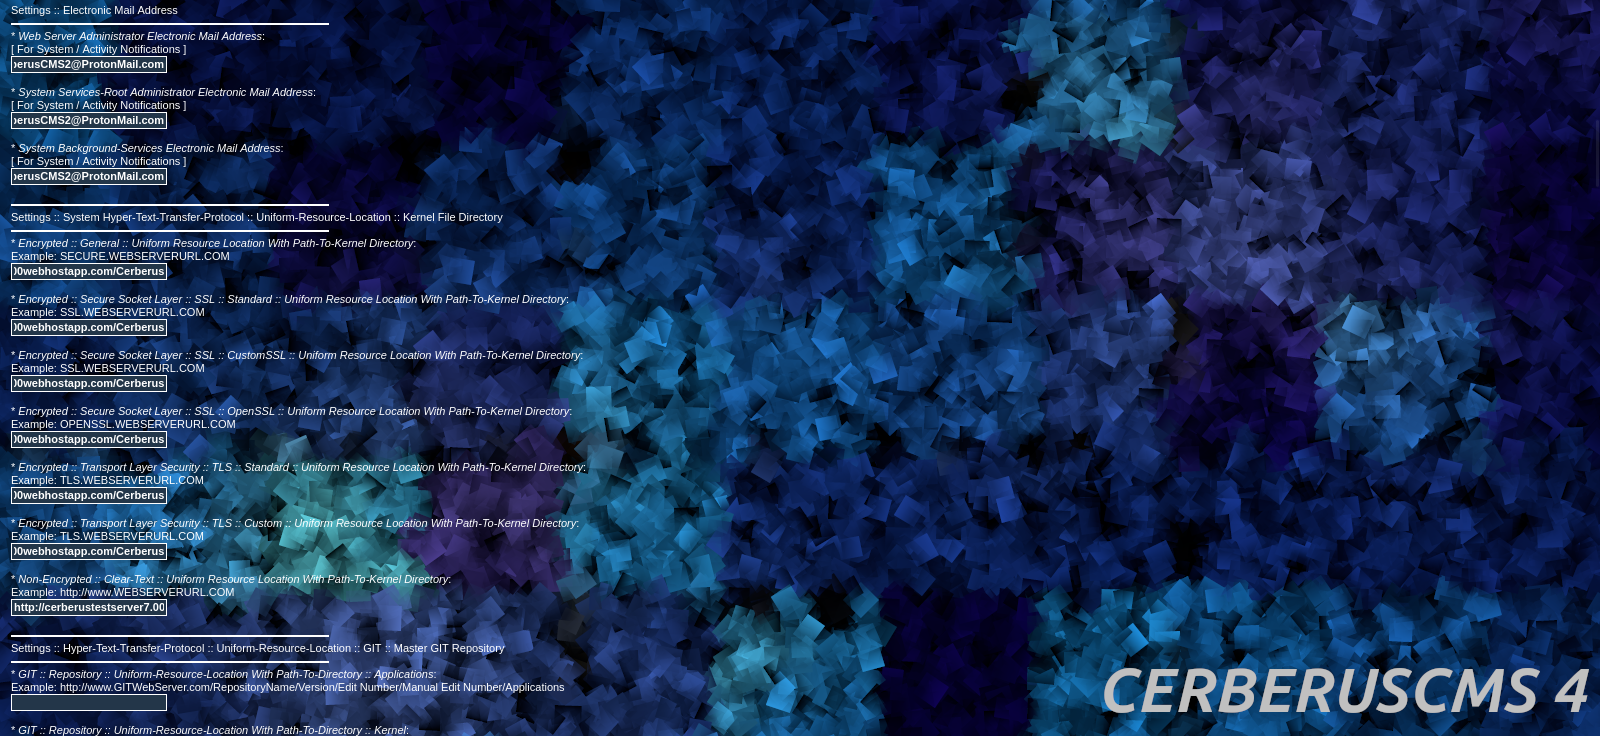 Settings :: Electronic Mail Address
* Web Server Administrator Electronic Mail Address:
[ For System / Activity Notifications ]
erusCMS2@ProtonMail.com
* System Services-Root Administrator Electronic Mail Address:
[ For System / Activity Notifications ]
erusCMS2@ProtonMail.com
* System Background-Services Electronic Mail Address:
[ For System / Activity Notifications ]
erusCMS2@ProtonMail.com
Settings :: System Hyper-Text-Transfer-Protocol :: Uniform-Resource-Location :: Kernel File Directory
* Encrypted :: General :: Uniform Resource Location With Path-To-Kernel Directory:
Example: SECURE.WEBSERVERURL.COM
0webhostapp.com/Cerberus
* Encrypted :: Secure Socket Layer :: SSL :: Standard :: Uniform Resource Location With Path-To-Kernel Directory:
Example: SSL.WEBSERVERURL.COM
0webhostapp.com/Cerberus
* Encrypted :: Secure Socket Layer :: SSL :: CustomSSL :: Uniform Resource Location With Path-To-Kernel Directory:
Example: SSL.WEBSERVERURL.COM
0webhostapp.com/Cerberus
* Encrypted :: Secure Socket Layer :: SSL :: OpenSSL :: Uniform Resource Location With Path-To-Kernel Directory:
Example: OPENSSL.WEBSERVERURL.COM
0webhostapp.com/Cerberus
* Encrypted :: Transport Layer Security :: TLS :: Standard :: Uniform Resource Location With Path-To-Kernel Directory:
Example: TLS.WEBSERVERURL.COM
0webhostapp.com/Cerberus
* Encrypted :: Transport Layer Security :: TLS :: Custom :: Uniform Resource Location With Path-To-Kernel Directory:
Example: TLS.WEBSERVERURL.COM
0webhostapp.com/Cerberus
* Non-Encrypted :: Clear-Text :: Uniform Resource Location With Path-To-Kernel Directory:
Example: http://www.WEBSERVERURL.COM
http://cerberustestserver7.00
Settings :: Hyper-Text-Transfer-Protocol :: Uniform-Resource-Location :: GIT :: Master GIT Repository
* GIT :: Repository :: Uniform-Resource-Location With Path-To-Directory :: Applications:
Example: http://www.GITWebServer.com/RepositoryName/Version/Edit Number/Manual Edit Number/Applications
* GIT :: Repository :: Uniform-Resource-Location With Path-To-Directory :: Kernel:
CERBERUSCMS 4